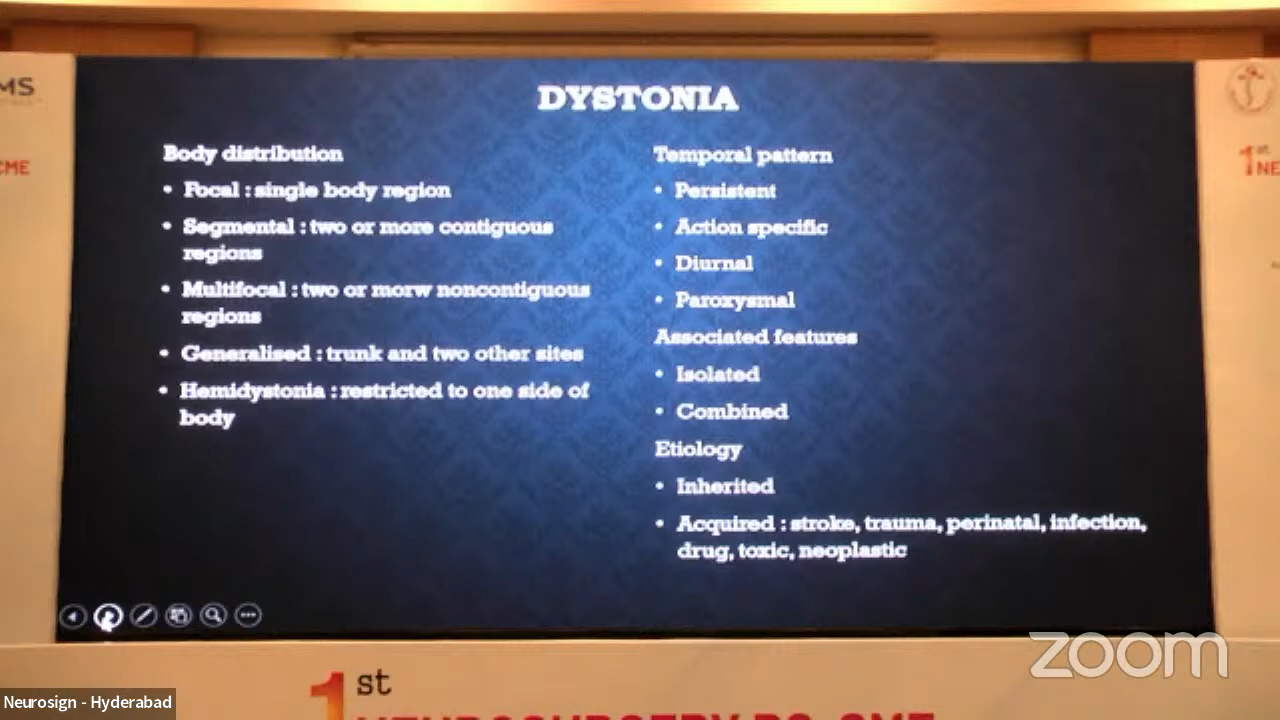 MS
CME
DYSTONIA
Body distribution
• Focal : single body region
• Segmental : two or more contiguous
regions
• Multifocal : two or morw noncontiguous
regions
• Generalised : trunk and two other sites
• Hemidystonia : restricted to one side of
body
Temporal pattern
• Persistent
• Action specific
• Diurnal
• Paroxysmal
Associated features
• Isolated
• Combined
Etiology
• Inherited
• Acquired : stroke, trauma, perinatal, infection,
drug, toxic, neoplastic
1st
NE
zoom
Neurosign - Hyderabad
1st
NEUROSURGERY PG-CME